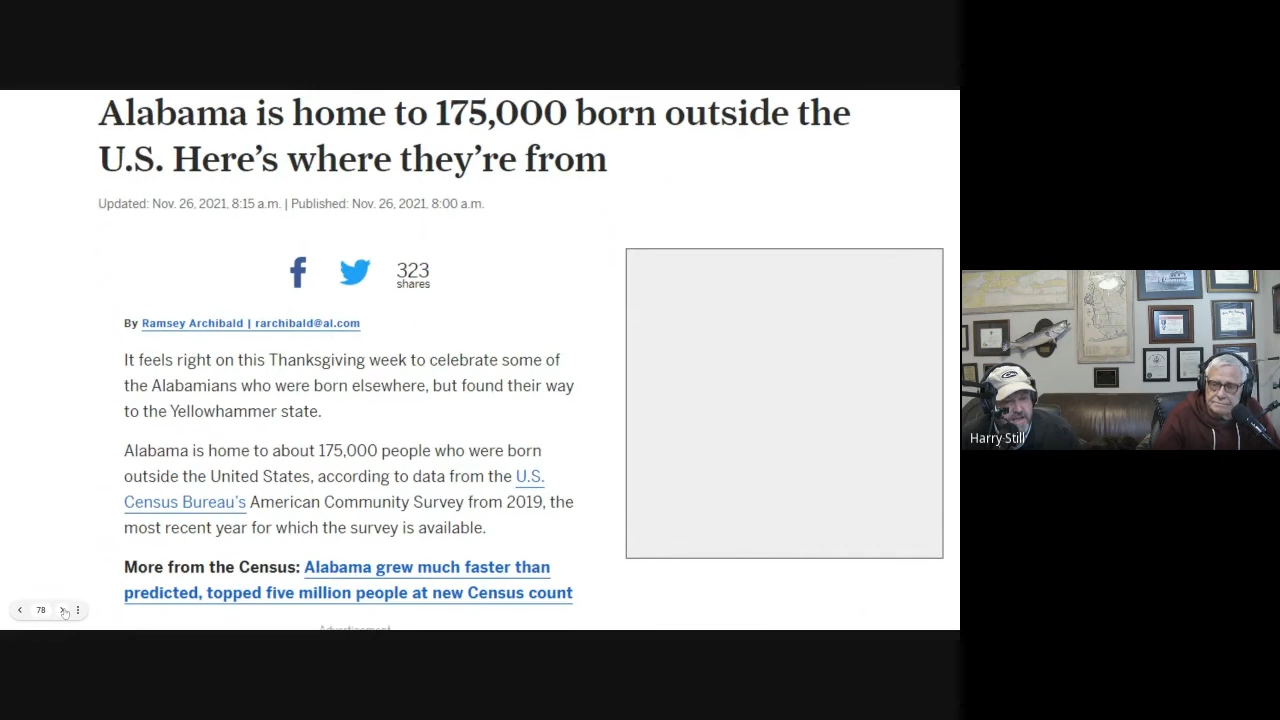 Alabama is home to 175,000 born outside the
U.S. Here's where they're from
Updated: Nov. 26, 2021, 8:15 a.m. | Published: Nov. 26, 2021, 8:00 a.m.
323
shares
By Ramsey Archibald | rarchibald@al.com
It feels right on this Thanksgiving week to celebrate some of
the Alabamians who were born elsewhere, but found their way
to the Yellowhammer state.
Alabama is home to about 175,000 people who were born
outside the United States, according to data from the U.S.
Census Bureau's American Community Survey from 2019, the
most recent year for which the survey is available.
More from the Census: Alabama grew much faster than
predicted, topped five million people at new Census count
Advertisement
78
Harry Still